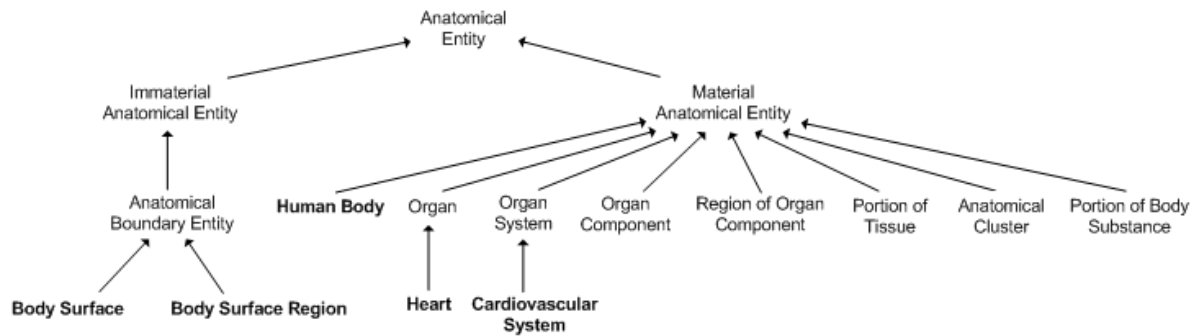 Anatomical
Entity
Immaterial
Anatomical Entity
Material
Anatomical Entity
Anatomical
Boundary Entity
Human Body
Organ
Organ
System
Organ
Component
Region of Organ
Component
Portion of
Tissue
Anatomical
Cluster
Portion of Body
Substance
Body Surface
Body Surface Region
Heart
Cardiovascular
System